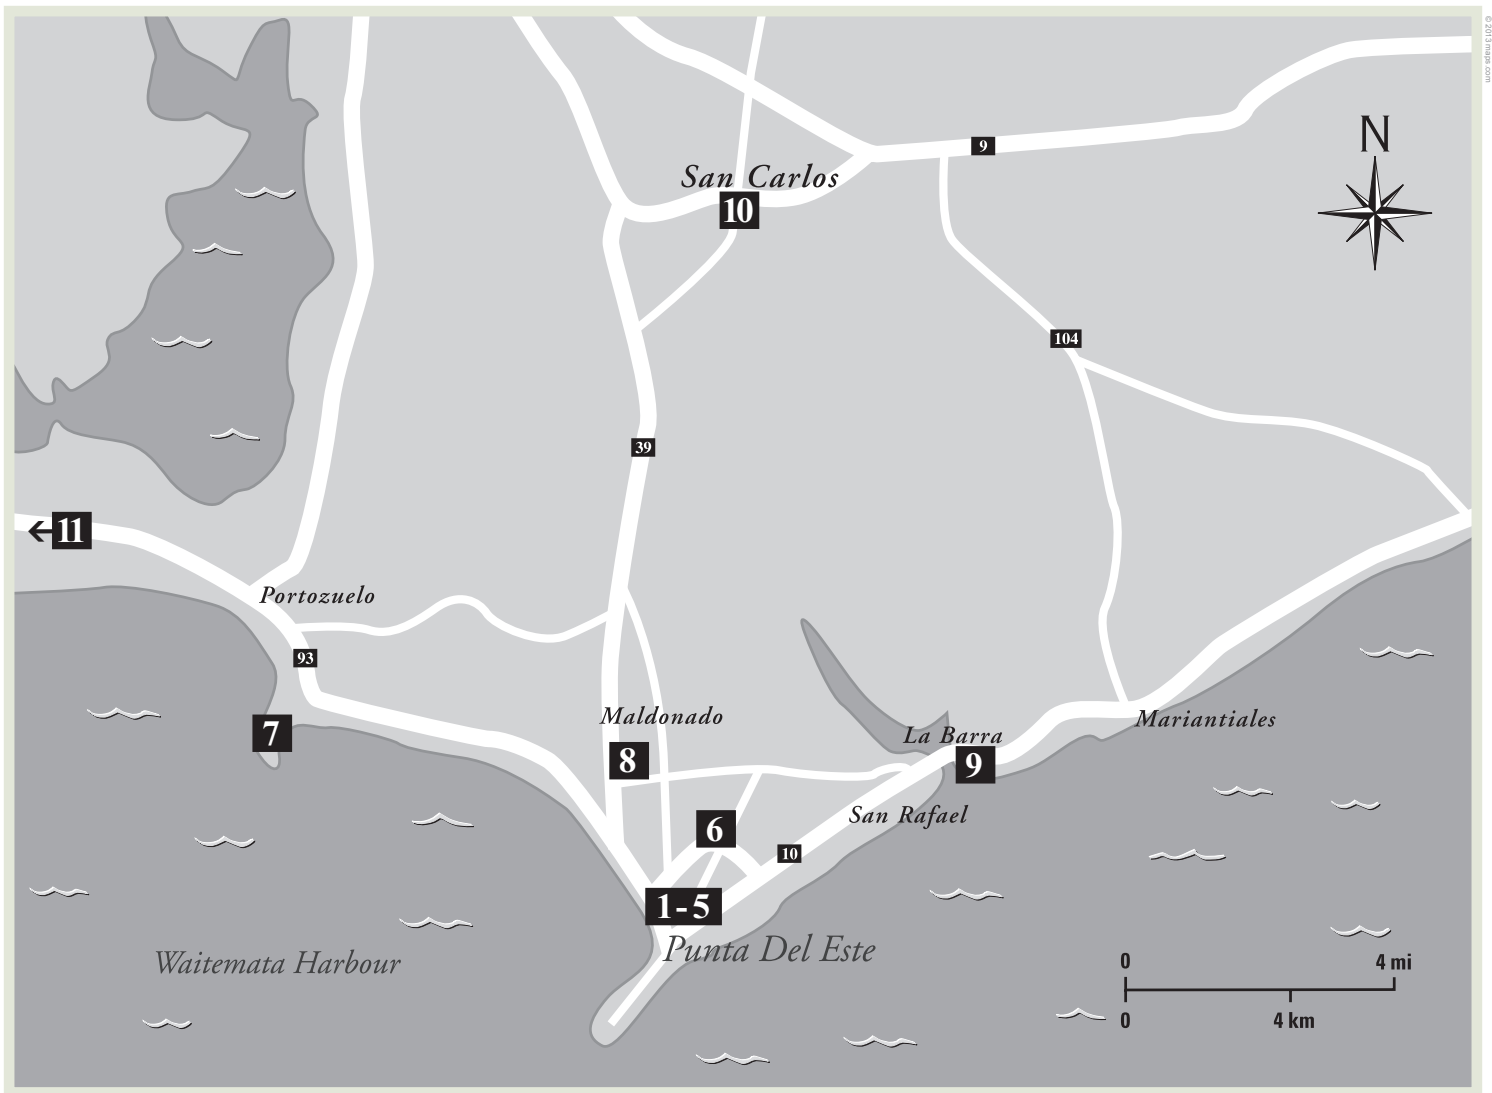 © 2013 maps.com
N
9
San Carlos
10
104
39
11
Portozuelo
93
Maldonado
Mariantiales
7
La Barra
8
9
San Rafael
6
10
1-5
Punta Del Este
Waitemata Harbour
0 4 mi
0 4 km